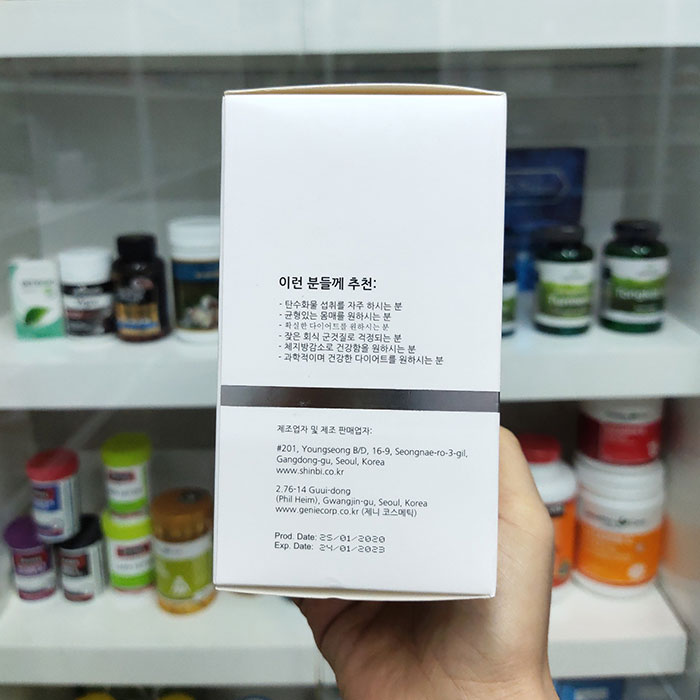 이런 분들께 추천:
- 탄수화물 섭취를 자주 하시는 분
- 균형있는 몸매를 원하시는 분
- 확실한 다이어트를 원하시는 분
- 잦은 회식 군것질로 걱정되는 분
- 체지방감소로 건강함을 원하시는 분
- 과학적이며 건강한 다이어트를 원하시는 분
제조업자 및 제조 판매업자:
#201, Youngseong B/D, 16-9, Seongnae-ro-3-gil,
Gangdong-gu, Seoul, Korea
www.shinbi.co.kr
2.76-14 Guui-dong
(Phil Heim), Gwangjin-gu, Seoul, Korea
www.geniecorp.co.kr (제니 코스메틱)
Prod. Date: 25/01/2020
Exp. Date: 24/01/2023